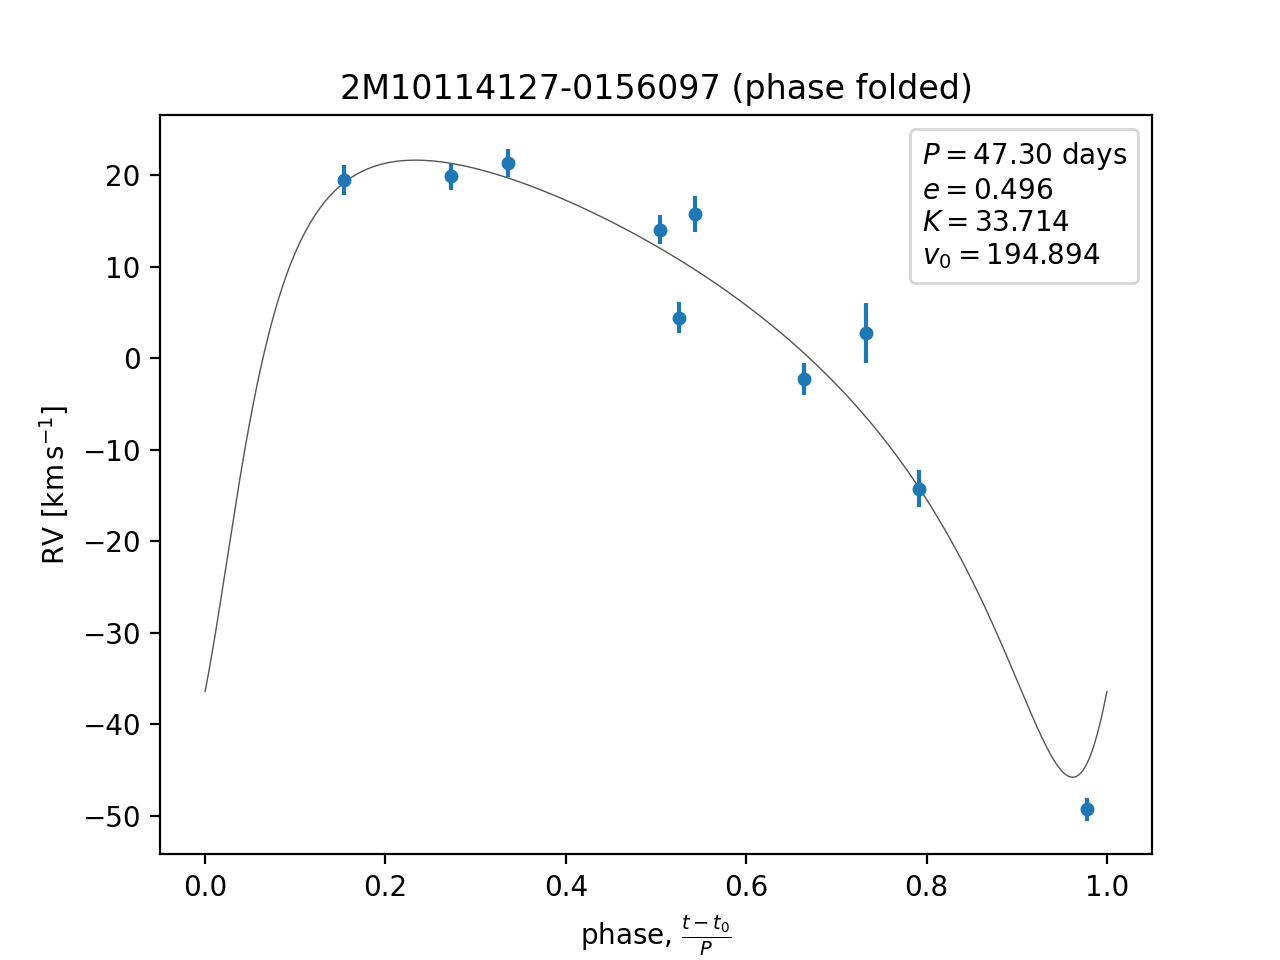 2M10114127-0156097 (phase folded)
P = 47.30 days
e = 0.496
K = 33.714
v₀ = 194.894
RV [km s⁻¹]
20
10
0
−10
−20
−30
−40
−50
0.0 0.2 0.4 0.6 0.8 1.0
phase, (t − t₀)/P